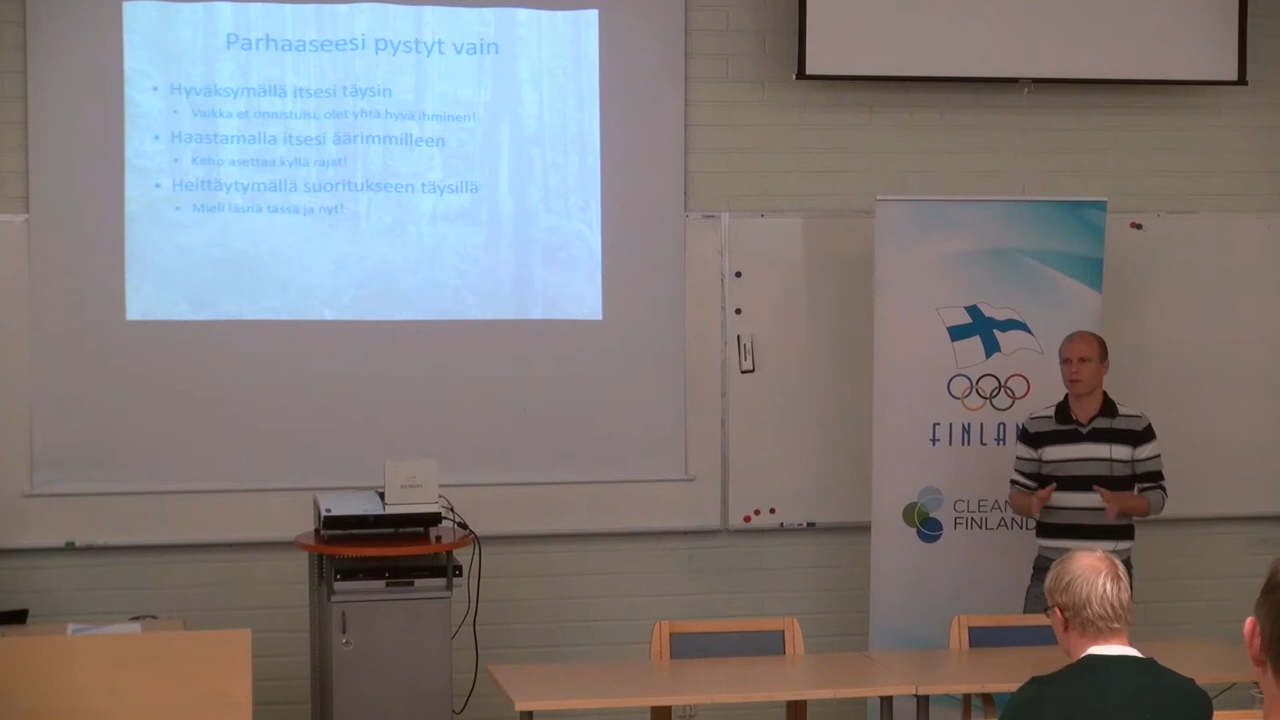 Parhaaseesi pystyt vain
• Hyväksymällä itsesi täysin
• Vaikka et onnistuisi, olet yhtä hyvä ihminen!
• Haastamalla itsesi äärimmilleen
• Keho asettaa kyllä rajat!
• Heittäytymällä suoritukseen täysillä
• Mieli läsnä tässä ja nyt!
FINLAN
CLEAN
FINLAND